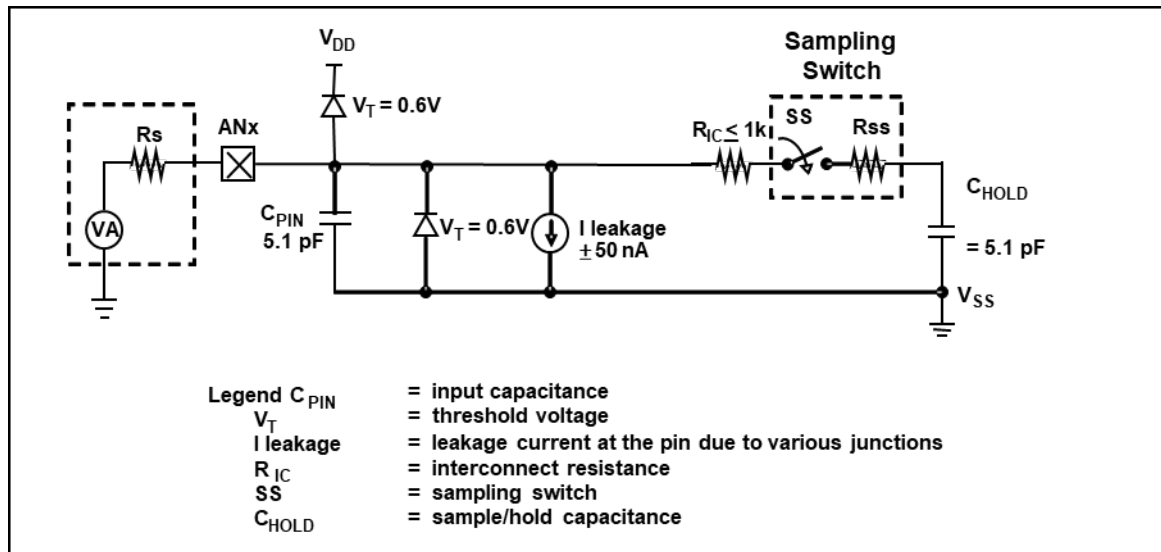 V_DD
Sampling
Switch
V_T = 0.6V
Rs
ANx
R_IC ≤ 1k
SS
Rss
VA
C_PIN
5.1 pF
V_T = 0.6V
I leakage
± 50 nA
C_HOLD
= 5.1 pF
V_SS
Legend C_PIN = input capacitance
V_T = threshold voltage
I leakage = leakage current at the pin due to various junctions
R_IC = interconnect resistance
SS = sampling switch
C_HOLD = sample/hold capacitance